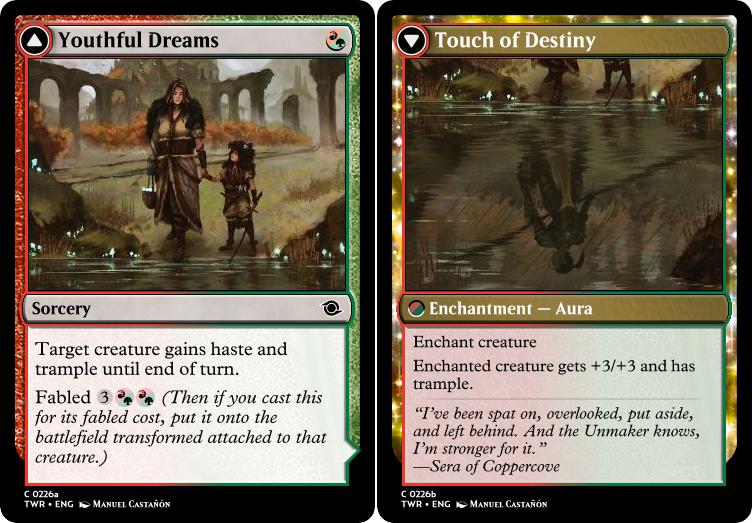 Youthful Dreams
Sorcery
Target creature gains haste and
trample until end of turn.
Fabled 3 (Then if you cast this
for its fabled cost, put it onto the
battlefield transformed attached to that
creature.)
C 0226a
TWR • ENG Manuel Castañón
Touch of Destiny
Enchantment — Aura
Enchant creature
Enchanted creature gets +3/+3 and has
trample.
“I’ve been spat on, overlooked, put aside,
and left behind. And the Unmaker knows,
I’m stronger for it.”
—Sera of Coppercove
C 0226b
TWR • ENG Manuel Castañón